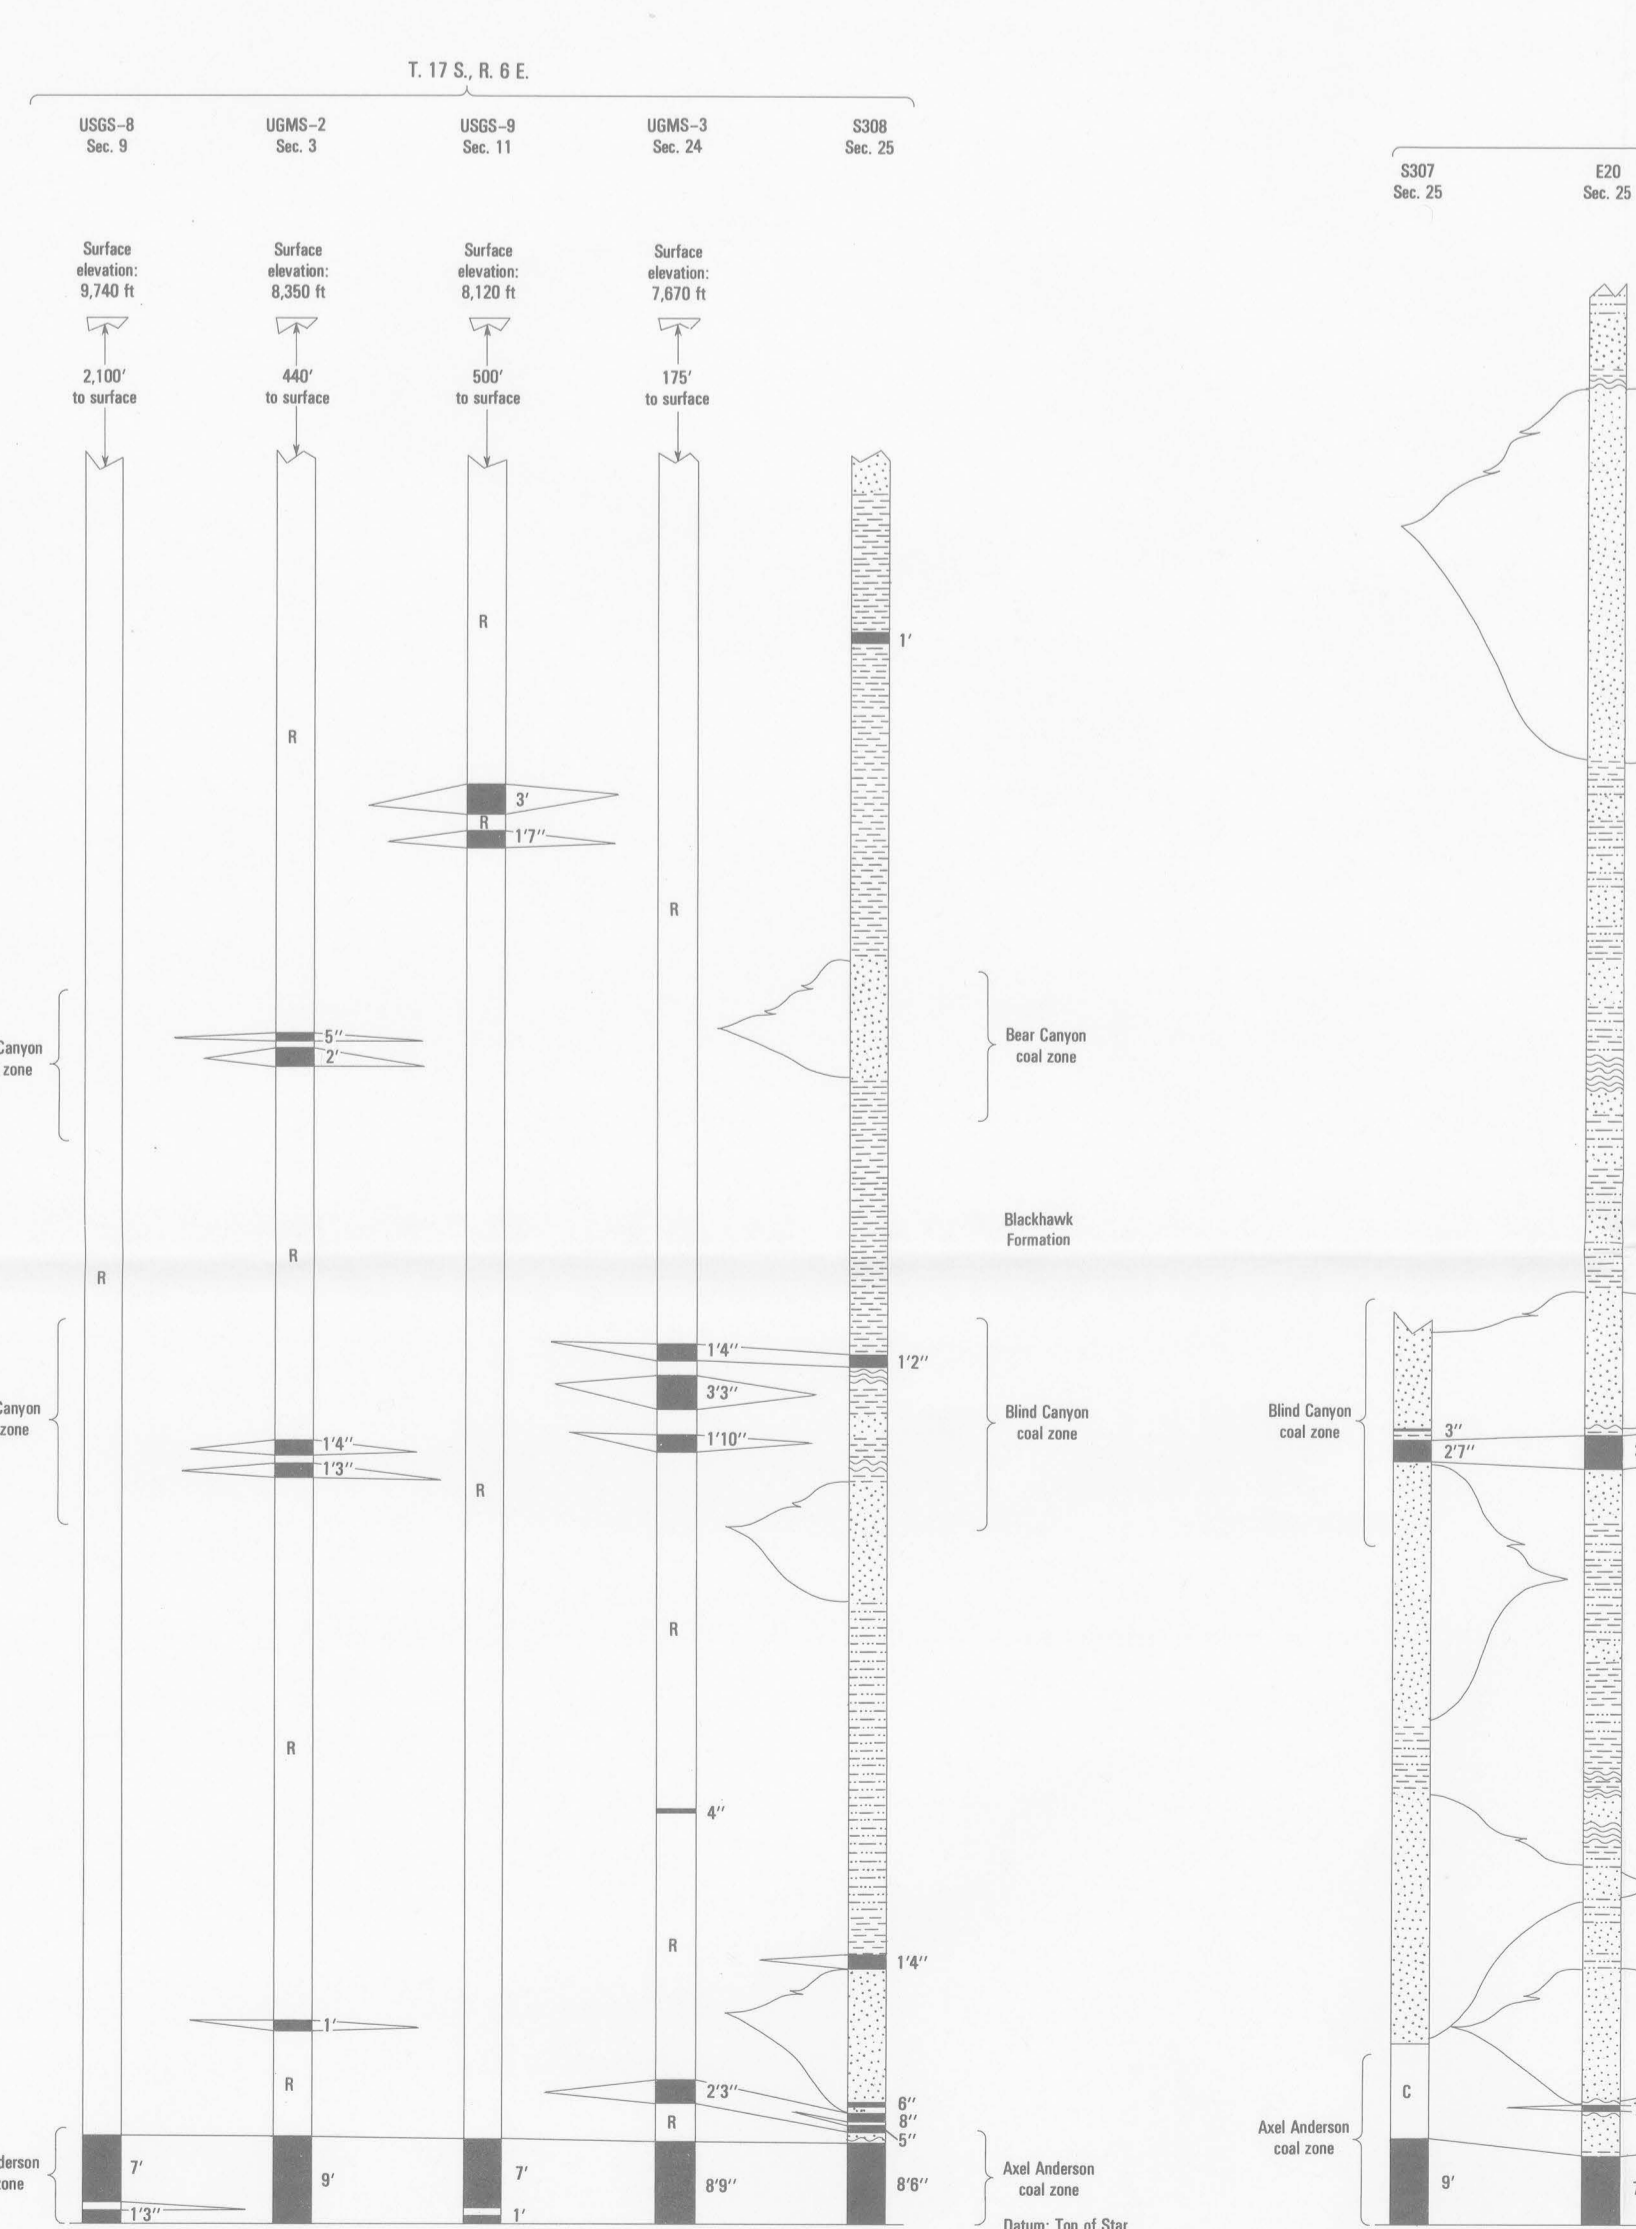 T. 17 S., R. 6 E.
USGS–8
Sec. 9
UGMS–2
Sec. 3
USGS–9
Sec. 11
UGMS–3
Sec. 24
S308
Sec. 25
S307
Sec. 25
E20
Sec. 25
Surface
elevation:
9,740 ft
Surface
elevation:
8,350 ft
Surface
elevation:
8,120 ft
Surface
elevation:
7,670 ft
2,100′
to surface
440′
to surface
500′
to surface
175′
to surface
R
1′
R
3′
R
1′7′′
R
5′′
2′
Canyon
zone
Bear Canyon
coal zone
Blackhawk
Formation
R
R
1′4′′
1′2′′
3′3′′
1′10′′
Canyon
zone
Blind Canyon
coal zone
Blind Canyon
coal zone
3′′
2′7′′
1′4′′
1′3′′
R
R
R
4′′
R
1′4′′
1′
R
2′3′′
R
6′′
8′′
5′′
C
Axel Anderson
coal zone
derson
one
7′
1′3′′
9′
7′
1′
8′9′′
8′6′′
Axel Anderson
coal zone
9′
Datum: Top of Star